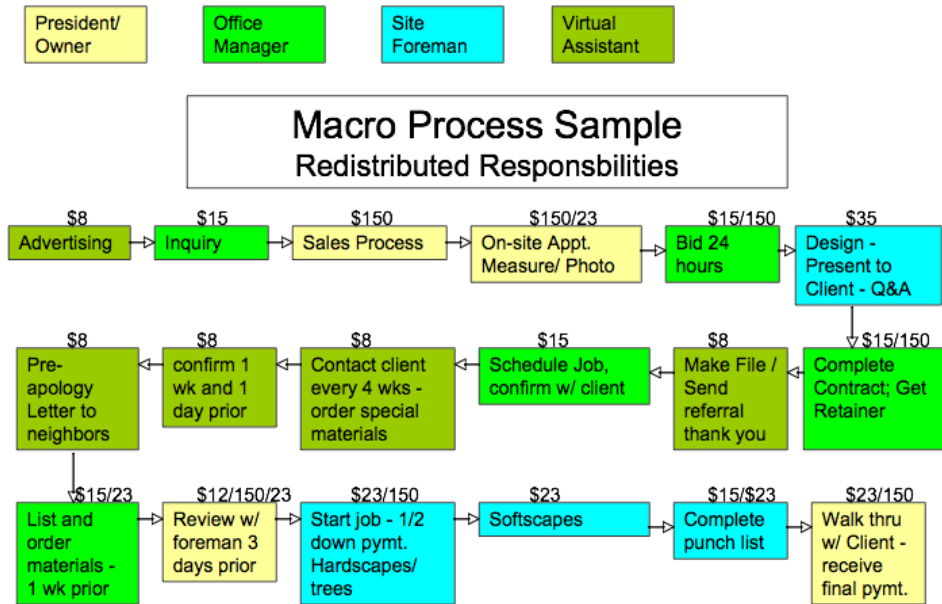 President/
Owner
Office
Manager
Site
Foreman
Virtual
Assistant
Macro Process Sample
Redistributed Responsbilities
$8
Advertising
$15
Inquiry
$150
Sales Process
$150/23
On-site Appt.
Measure/ Photo
$15/150
Bid 24
hours
$35
Design -
Present to
Client - Q&A
$15/150
Complete
Contract; Get
Retainer
$8
Make File /
Send
referral
thank you
$15
Schedule Job,
confirm w/ client
$8
Contact client
every 4 wks -
order special
materials
$8
confirm 1
wk and 1
day prior
$8
Pre-
apology
Letter to
neighbors
$15/23
List and
order
materials -
1 wk prior
$12/150/23
Review w/
foreman 3
days prior
$23/150
Start job - 1/2
down pymt.
Hardscapes/
trees
$23
Softscapes
$15/$23
Complete
punch list
$23/150
Walk thru
w/ Client -
receive
final pymt.